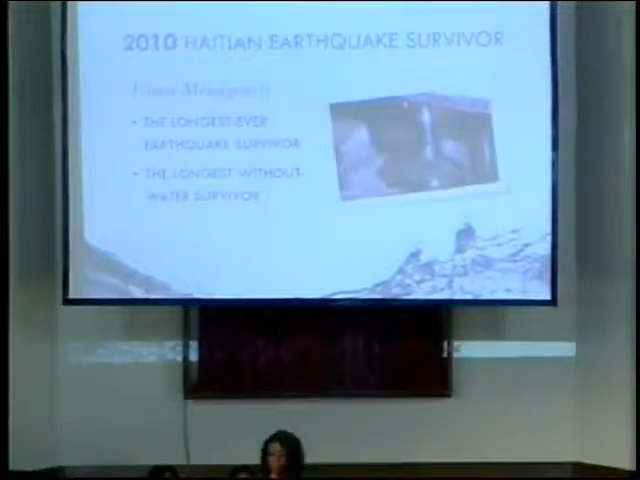 2010 HAITIAN EARTHQUAKE SURVIVOR
• THE LONGEST-EVER
EARTHQUAKE SURVIVOR
• THE LONGEST WITHOUT-
WATER SURVIVOR